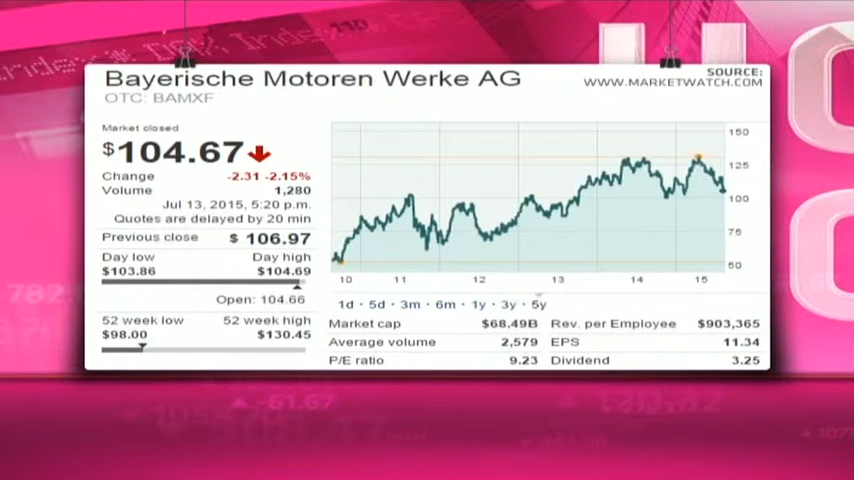 Bayerische Motoren Werke AG
OTC: BAMXF
SOURCE:
WWW.MARKETWATCH.COM
Market closed
$104.67
Change -2.31 -2.15%
Volume 1,280
Jul 13, 2015, 5:20 p.m.
Quotes are delayed by 20 min
Previous close $ 106.97
Day low Day high
$103.86 $104.69
Open: 104.66
52 week low 52 week high
$98.00 $130.45
150
125
100
75
50
10 11 12 13 14 15
1d · 5d · 3m · 6m · 1y · 3y · 5y
Market cap $68.49B Rev. per Employee $903,365
Average volume 2,579 EPS 11.34
P/E ratio 9.23 Dividend 3.25
-61.67